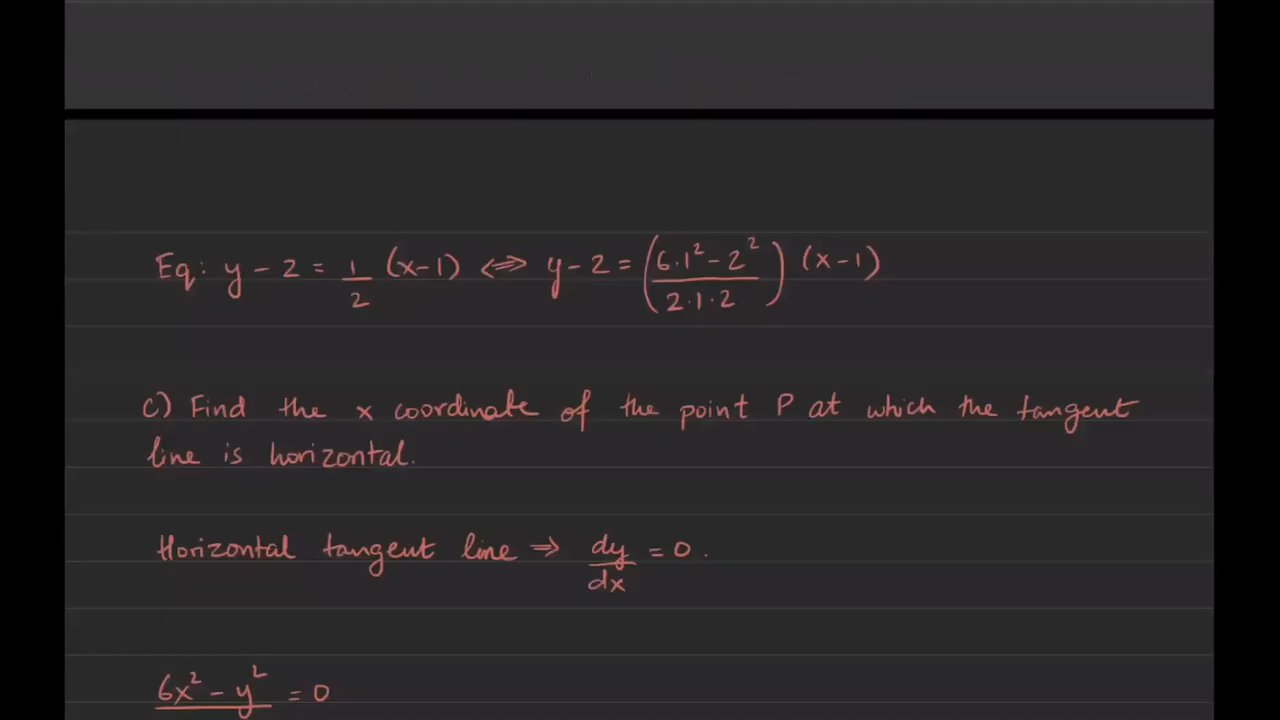 Eq: y - 2 = 1/2 (x-1) ⟺ y - 2 = ((6·1² - 2²)/(2·1·2)) (x-1)
c) Find the x coordinate of the point P at which the tangent
line is horizontal.
Horizontal tangent line ⇒ dy/dx = 0.
6x² - y² = 0